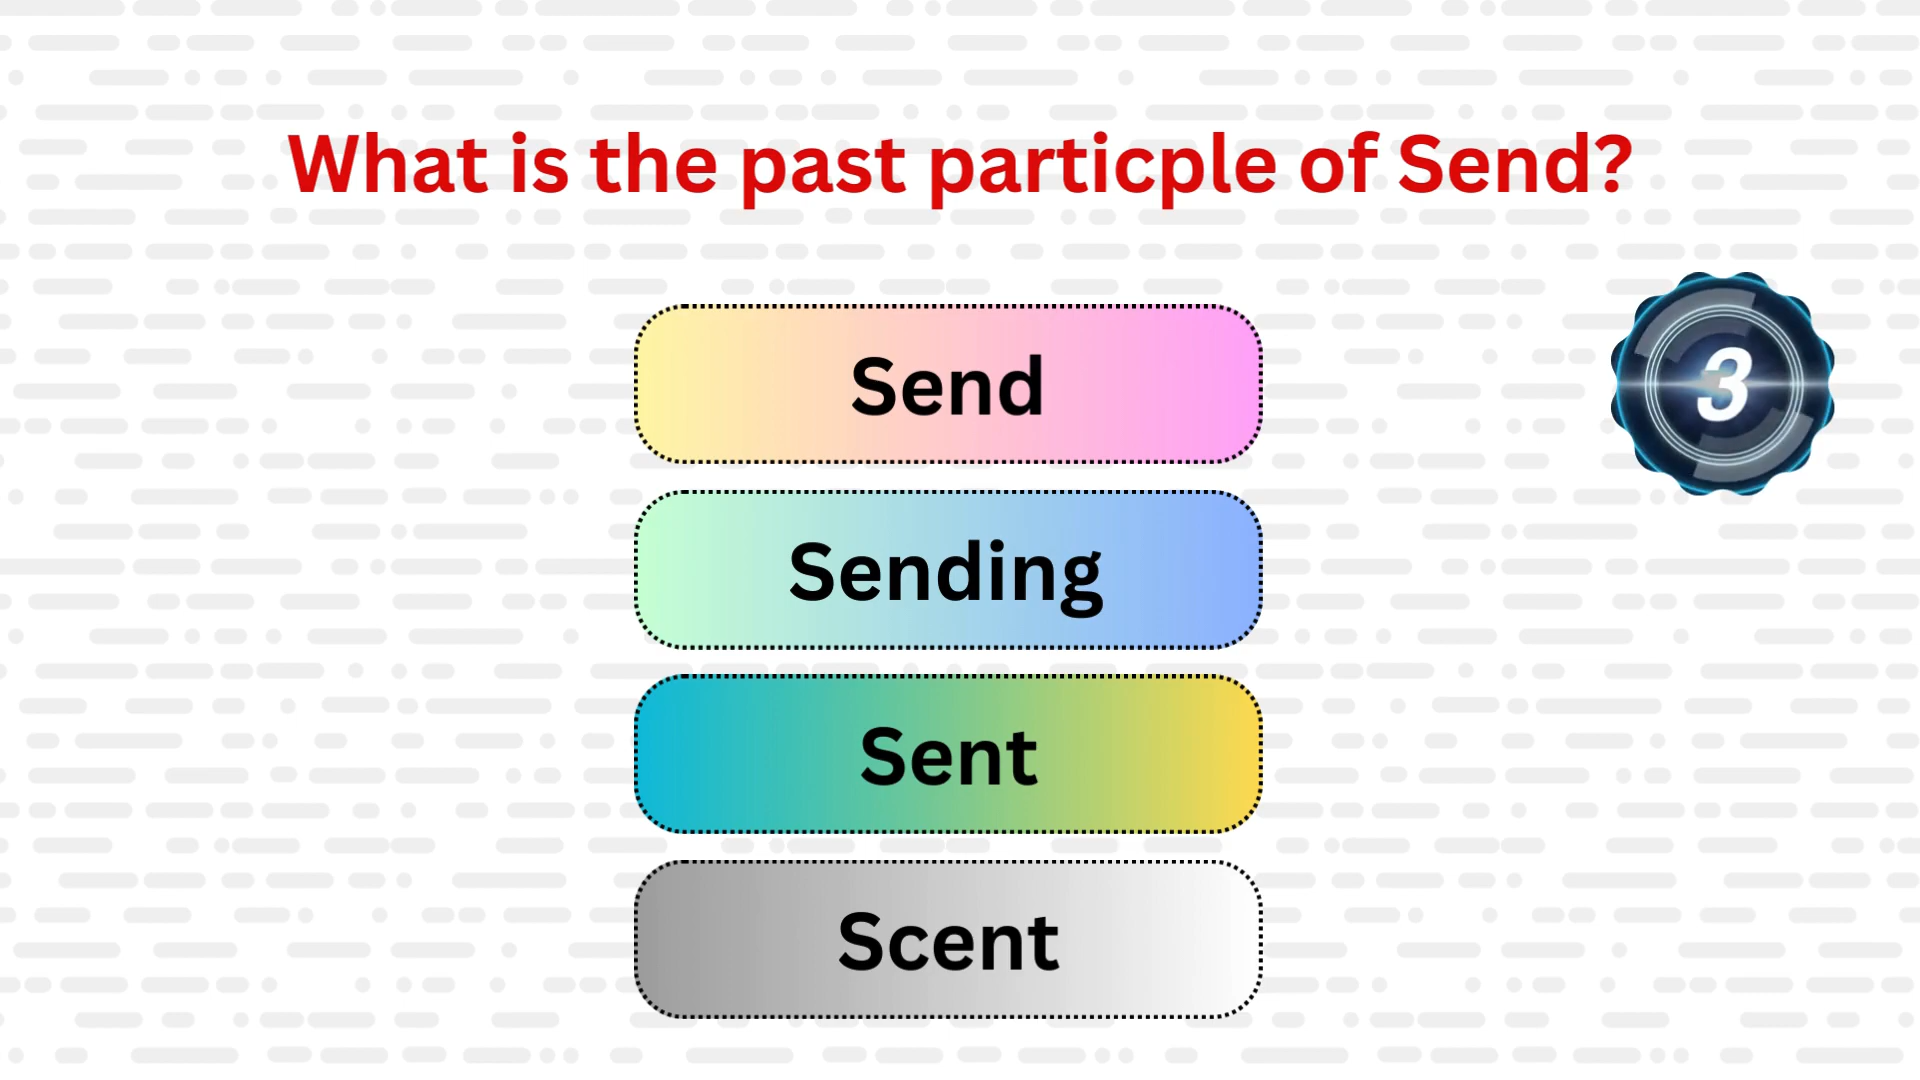 What is the past particple of Send?
Send
3
Sending
Sent
Scent